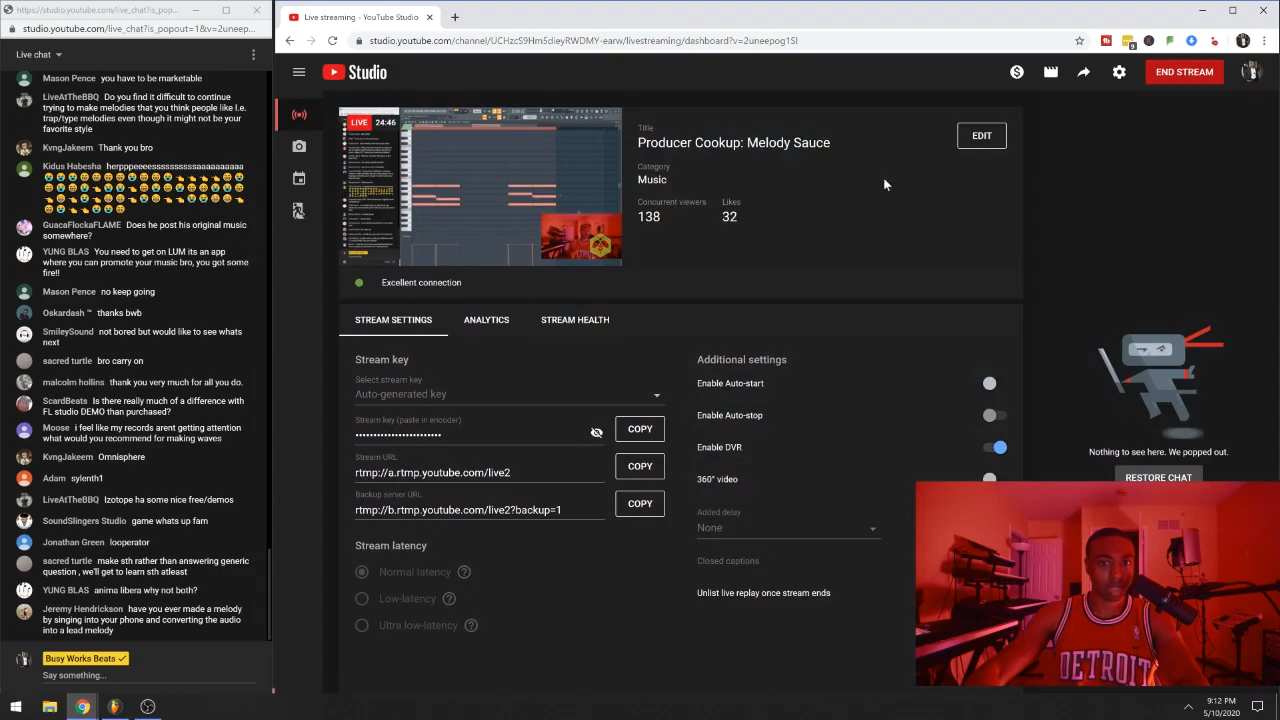 https://studio.youtube.com/live_chat?is_pop...
studio.youtube.com/live_chat?is_popout=1&v=2uneep...
Live chat
Mason Pence you have to be marketable
LiveAtTheBBQ Do you find it difficult to continue
trying to make melodies that you think people like I.e.
trap/type melodies even though it might not be your
favorite style
KvngJakeem Thank you bro
GuacaFlockaFLAME Does he post his original music
somewhere?
YUNG BLAS You need to get on LUM its an app
where you can promote your music bro, you got some
fire!!
Mason Pence no keep going
Oskardash ™ thanks bwb
SmileySound not bored but would like to see whats
next
sacred turtle bro carry on
malcolm hollins thank you very much for all you do.
ScardBeats Is there really much of a difference with
FL studio DEMO than purchased?
Moose i feel like my records arent getting attention
what would you recommend for making waves
KvngJakeem Omnisphere
Adam sylenth1
LiveAtTheBBQ Izotope ha some nice free/demos
SoundSlingers Studio game whats up fam
Jonathan Green looperator
sacred turtle make sth rather than answering generic
question , we'll get to learn sth atleast
YUNG BLAS anima libera why not both?
Jeremy Hendrickson have you ever made a melody
by singing into your phone and converting the audio
into a lead melody
Busy Works Beats ✓
Say something...
Live streaming - YouTube Studio
studio.youtube.com/channel/UCHzcS9Hm5dieyRWDMY-earw/livestreaming/dashboard?v=2uneepog1SI
Studio
END STREAM
LIVE 24:46
Title
Category
Music
Concurrent viewers Likes
138 32
EDIT
Excellent connection
STREAM SETTINGS ANALYTICS STREAM HEALTH
Stream key
Select stream key
Auto-generated key
Stream key (paste in encoder)
COPY
Stream URL
rtmp://a.rtmp.youtube.com/live2
COPY
Backup server URL
rtmp://b.rtmp.youtube.com/live2?backup=1
COPY
Stream latency
Normal latency
Low-latency
Ultra low-latency
Additional settings
Enable Auto-start
Enable Auto-stop
Enable DVR
360° video
Added delay
None
Closed captions
Unlist live replay once stream ends
Nothing to see here. We popped out.
RESTORE CHAT
DETROIT
9:12 PM
5/10/2020